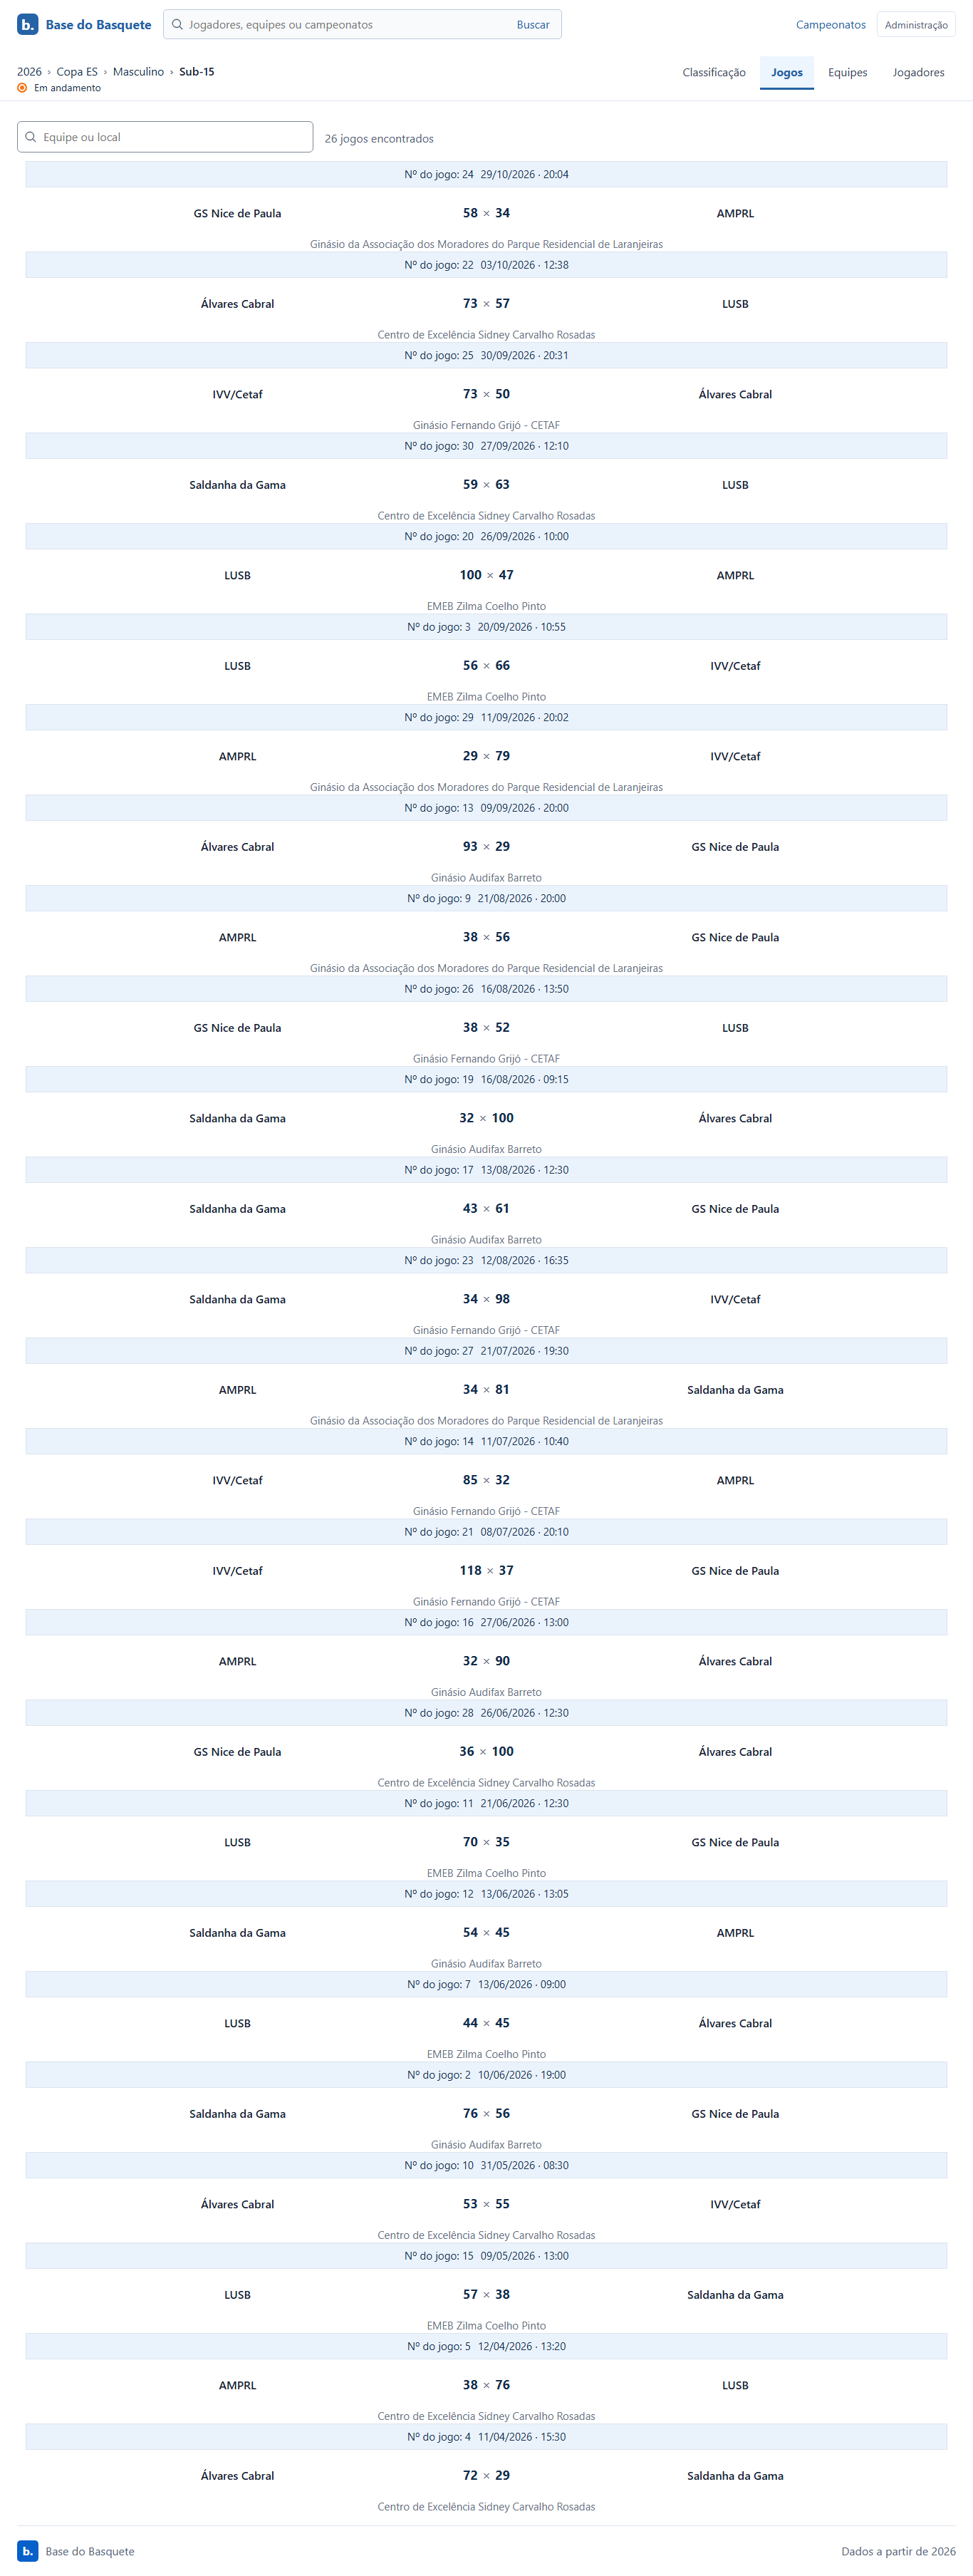 b. Base do Basquete
Jogadores, equipes ou campeonatos Buscar
Campeonatos Administração
2026 › Copa ES › Masculino › Sub-15
Em andamento
Classificação Jogos Equipes Jogadores
Equipe ou local 26 jogos encontrados
Nº do jogo: 24 29/10/2026 · 20:04
GS Nice de Paula 58 × 34 AMPRL
Ginásio da Associação dos Moradores do Parque Residencial de Laranjeiras
Nº do jogo: 22 03/10/2026 · 12:38
Álvares Cabral 73 × 57 LUSB
Centro de Excelência Sidney Carvalho Rosadas
Nº do jogo: 25 30/09/2026 · 20:31
IVV/Cetaf 73 × 50 Álvares Cabral
Ginásio Fernando Grijó - CETAF
Nº do jogo: 30 27/09/2026 · 12:10
Saldanha da Gama 59 × 63 LUSB
Centro de Excelência Sidney Carvalho Rosadas
Nº do jogo: 20 26/09/2026 · 10:00
LUSB 100 × 47 AMPRL
EMEB Zilma Coelho Pinto
Nº do jogo: 3 20/09/2026 · 10:55
LUSB 56 × 66 IVV/Cetaf
EMEB Zilma Coelho Pinto
Nº do jogo: 29 11/09/2026 · 20:02
AMPRL 29 × 79 IVV/Cetaf
Ginásio da Associação dos Moradores do Parque Residencial de Laranjeiras
Nº do jogo: 13 09/09/2026 · 20:00
Álvares Cabral 93 × 29 GS Nice de Paula
Ginásio Audifax Barreto
Nº do jogo: 9 21/08/2026 · 20:00
AMPRL 38 × 56 GS Nice de Paula
Ginásio da Associação dos Moradores do Parque Residencial de Laranjeiras
Nº do jogo: 26 16/08/2026 · 13:50
GS Nice de Paula 38 × 52 LUSB
Ginásio Fernando Grijó - CETAF
Nº do jogo: 19 16/08/2026 · 09:15
Saldanha da Gama 32 × 100 Álvares Cabral
Ginásio Audifax Barreto
Nº do jogo: 17 13/08/2026 · 12:30
Saldanha da Gama 43 × 61 GS Nice de Paula
Ginásio Audifax Barreto
Nº do jogo: 23 12/08/2026 · 16:35
Saldanha da Gama 34 × 98 IVV/Cetaf
Ginásio Fernando Grijó - CETAF
Nº do jogo: 27 21/07/2026 · 19:30
AMPRL 34 × 81 Saldanha da Gama
Ginásio da Associação dos Moradores do Parque Residencial de Laranjeiras
Nº do jogo: 14 11/07/2026 · 10:40
IVV/Cetaf 85 × 32 AMPRL
Ginásio Fernando Grijó - CETAF
Nº do jogo: 21 08/07/2026 · 20:10
IVV/Cetaf 118 × 37 GS Nice de Paula
Ginásio Fernando Grijó - CETAF
Nº do jogo: 16 27/06/2026 · 13:00
AMPRL 32 × 90 Álvares Cabral
Ginásio Audifax Barreto
Nº do jogo: 28 26/06/2026 · 12:30
GS Nice de Paula 36 × 100 Álvares Cabral
Centro de Excelência Sidney Carvalho Rosadas
Nº do jogo: 11 21/06/2026 · 12:30
LUSB 70 × 35 GS Nice de Paula
EMEB Zilma Coelho Pinto
Nº do jogo: 12 13/06/2026 · 13:05
Saldanha da Gama 54 × 45 AMPRL
Ginásio Audifax Barreto
Nº do jogo: 7 13/06/2026 · 09:00
LUSB 44 × 45 Álvares Cabral
EMEB Zilma Coelho Pinto
Nº do jogo: 2 10/06/2026 · 19:00
Saldanha da Gama 76 × 56 GS Nice de Paula
Ginásio Audifax Barreto
Nº do jogo: 10 31/05/2026 · 08:30
Álvares Cabral 53 × 55 IVV/Cetaf
Centro de Excelência Sidney Carvalho Rosadas
Nº do jogo: 15 09/05/2026 · 13:00
LUSB 57 × 38 Saldanha da Gama
EMEB Zilma Coelho Pinto
Nº do jogo: 5 12/04/2026 · 13:20
AMPRL 38 × 76 LUSB
Centro de Excelência Sidney Carvalho Rosadas
Nº do jogo: 4 11/04/2026 · 15:30
Álvares Cabral 72 × 29 Saldanha da Gama
Centro de Excelência Sidney Carvalho Rosadas
b. Base do Basquete Dados a partir de 2026